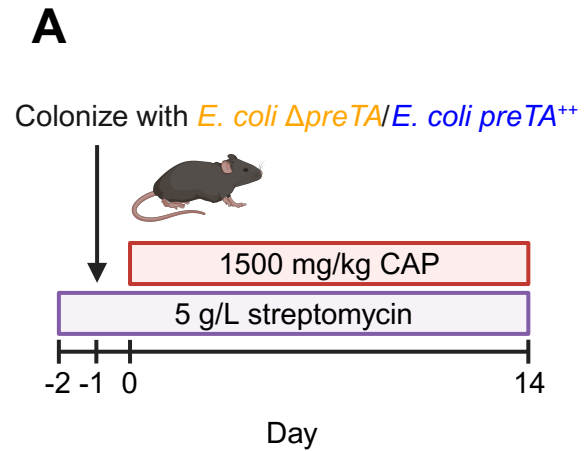 A
Colonize with E. coli ΔpreTA/E. coli preTA⁺⁺
1500 mg/kg CAP
5 g/L streptomycin
-2 -1 0 14
Day